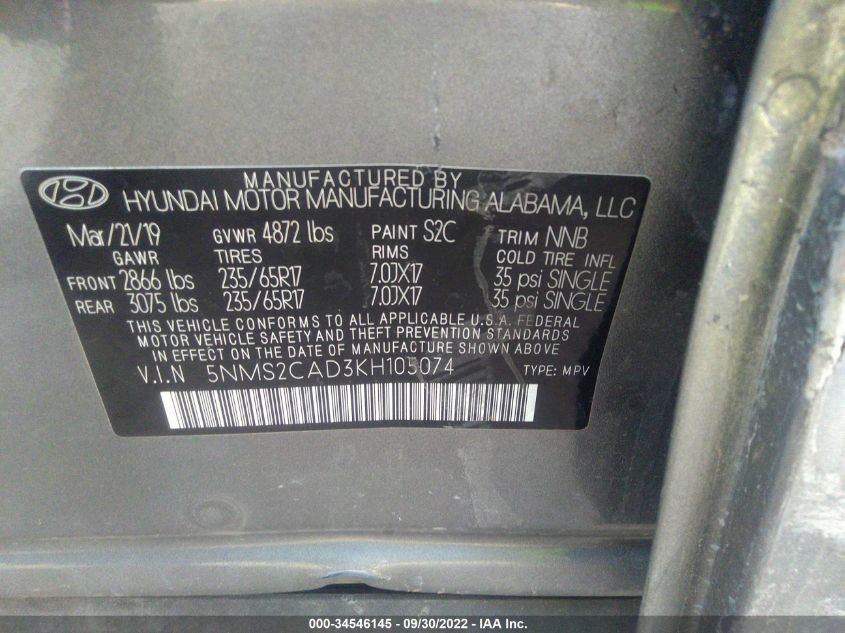 MANUFACTURED BY
HYUNDAI MOTOR MANUFACTURING ALABAMA, LLC
Mar/21/19 GVWR 4872 lbs PAINT S2C TRIM NNB
GAWR TIRES RIMS COLD TIRE INFL
FRONT 2866 lbs 235/65R17 7.0JX17 35 psi SINGLE
REAR 3075 lbs 235/65R17 7.0JX17 35 psi SINGLE
THIS VEHICLE CONFORMS TO ALL APPLICABLE U.S.A. FEDERAL
MOTOR VEHICLE SAFETY AND THEFT PREVENTION STANDARDS
IN EFFECT ON THE DATE OF MANUFACTURE SHOWN ABOVE
V.I.N 5NMS2CAD3KH103074 TYPE: MPV
000-34546145 - 09/30/2022 - IAA Inc.